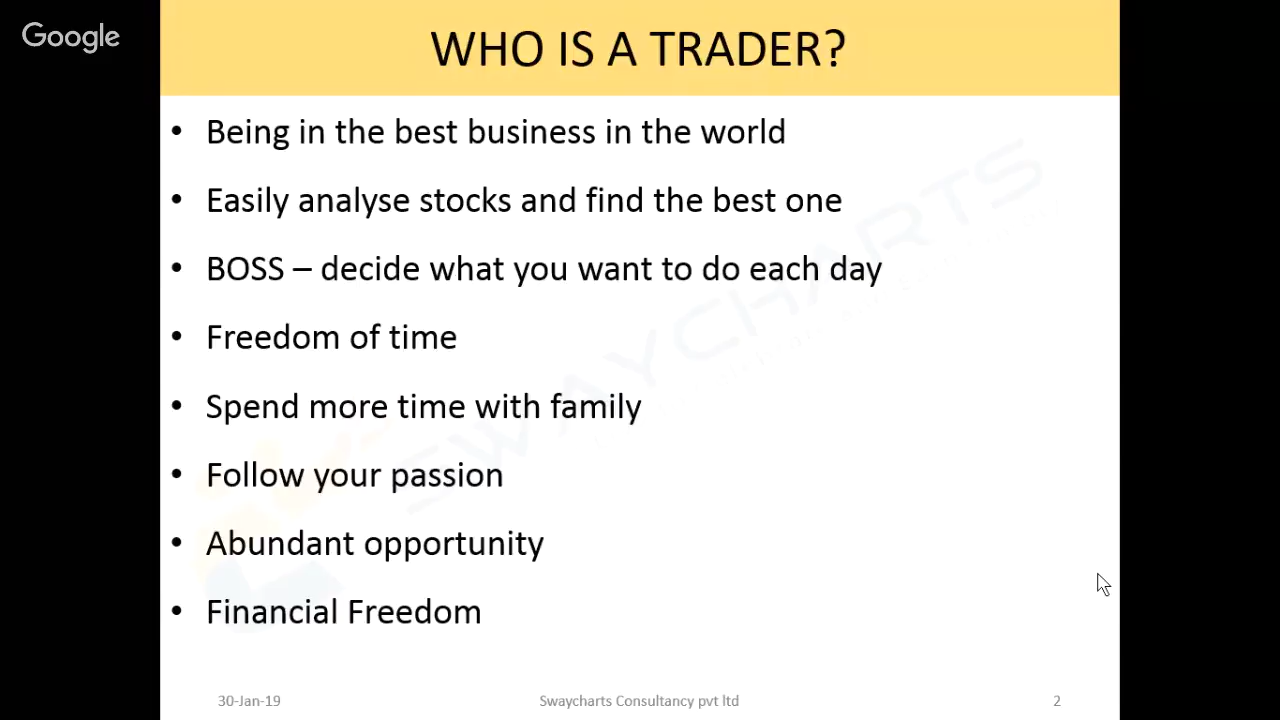 Google
WHO IS A TRADER?
• Being in the best business in the world
• Easily analyse stocks and find the best one
• BOSS – decide what you want to do each day
• Freedom of time
• Spend more time with family
• Follow your passion
• Abundant opportunity
• Financial Freedom
SWAYCHARTS
30-Jan-19
Swaycharts Consultancy pvt ltd
2